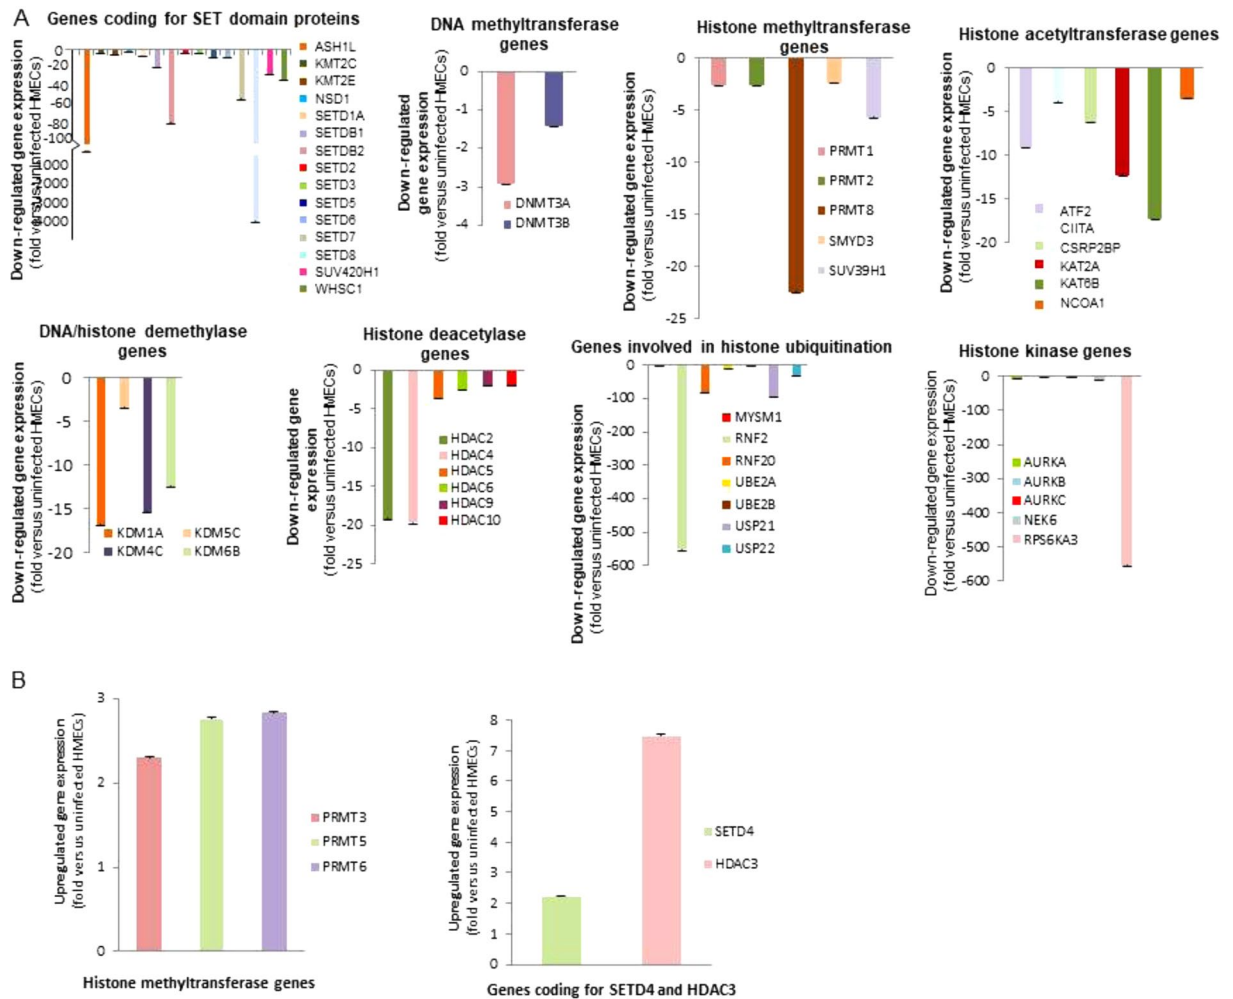 A
Genes coding for SET domain proteins
Down-regulated gene expression
(fold versus uninfected HMECs)
0
-20
-40
-60
-80
-100
1000
2000
3000
4000
ASH1L
KMT2C
KMT2E
NSD1
SETD1A
SETDB1
SETDB2
SETD2
SETD3
SETD5
SETD6
SETD7
SETD8
SUV420H1
WHSC1
DNA methyltransferase
genes
Down-regulated
gene expression
(fold versus uninfected HMECs)
0
-1
-2
-3
-4
DNMT3A
DNMT3B
Histone methyltransferase
genes
Down-regulated gene expression
(fold versus uninfected HMECs)
0
-5
-10
-15
-20
-25
PRMT1
PRMT2
PRMT8
SMYD3
SUV39H1
Histone acetyltransferase genes
Down-regulated gene expression
(fold versus uninfected HMECs)
0
-5
-10
-15
-20
ATF2
CIITA
CSRP2BP
KAT2A
KAT6B
NCOA1
DNA/histone demethylase
genes
Down-regulated gene expression
(fold versus uninfected HMECs)
0
-5
-10
-15
-20
KDM1A KDM5C
KDM4C KDM6B
Histone deacetylase
genes
Down-regulated gene
expression
(fold versus uninfected HMECs)
0
-5
-10
-15
-20
-25
HDAC2
HDAC4
HDAC5
HDAC6
HDAC9
HDAC10
Genes involved in histone ubiquitination
Down-regulated gene expression
(fold versus uninfected HMECs)
0
-100
-200
-300
-400
-500
-600
MYSM1
RNF2
RNF20
UBE2A
UBE2B
USP21
USP22
Histone kinase genes
Down-regulated gene expression
(fold versus uninfected HMECs)
0
-100
-200
-300
-400
-500
-600
AURKA
AURKB
AURKC
NEK6
RPS6KA3
B
Upregulated gene expression
(fold versus uninfected HMECs)
3
2
1
0
PRMT3
PRMT5
PRMT6
Histone methyltransferase genes
Upregulated gene expression
(fold versus uninfected HMECs)
8
7
6
5
4
3
2
1
0
SETD4
HDAC3
Genes coding for SETD4 and HDAC3